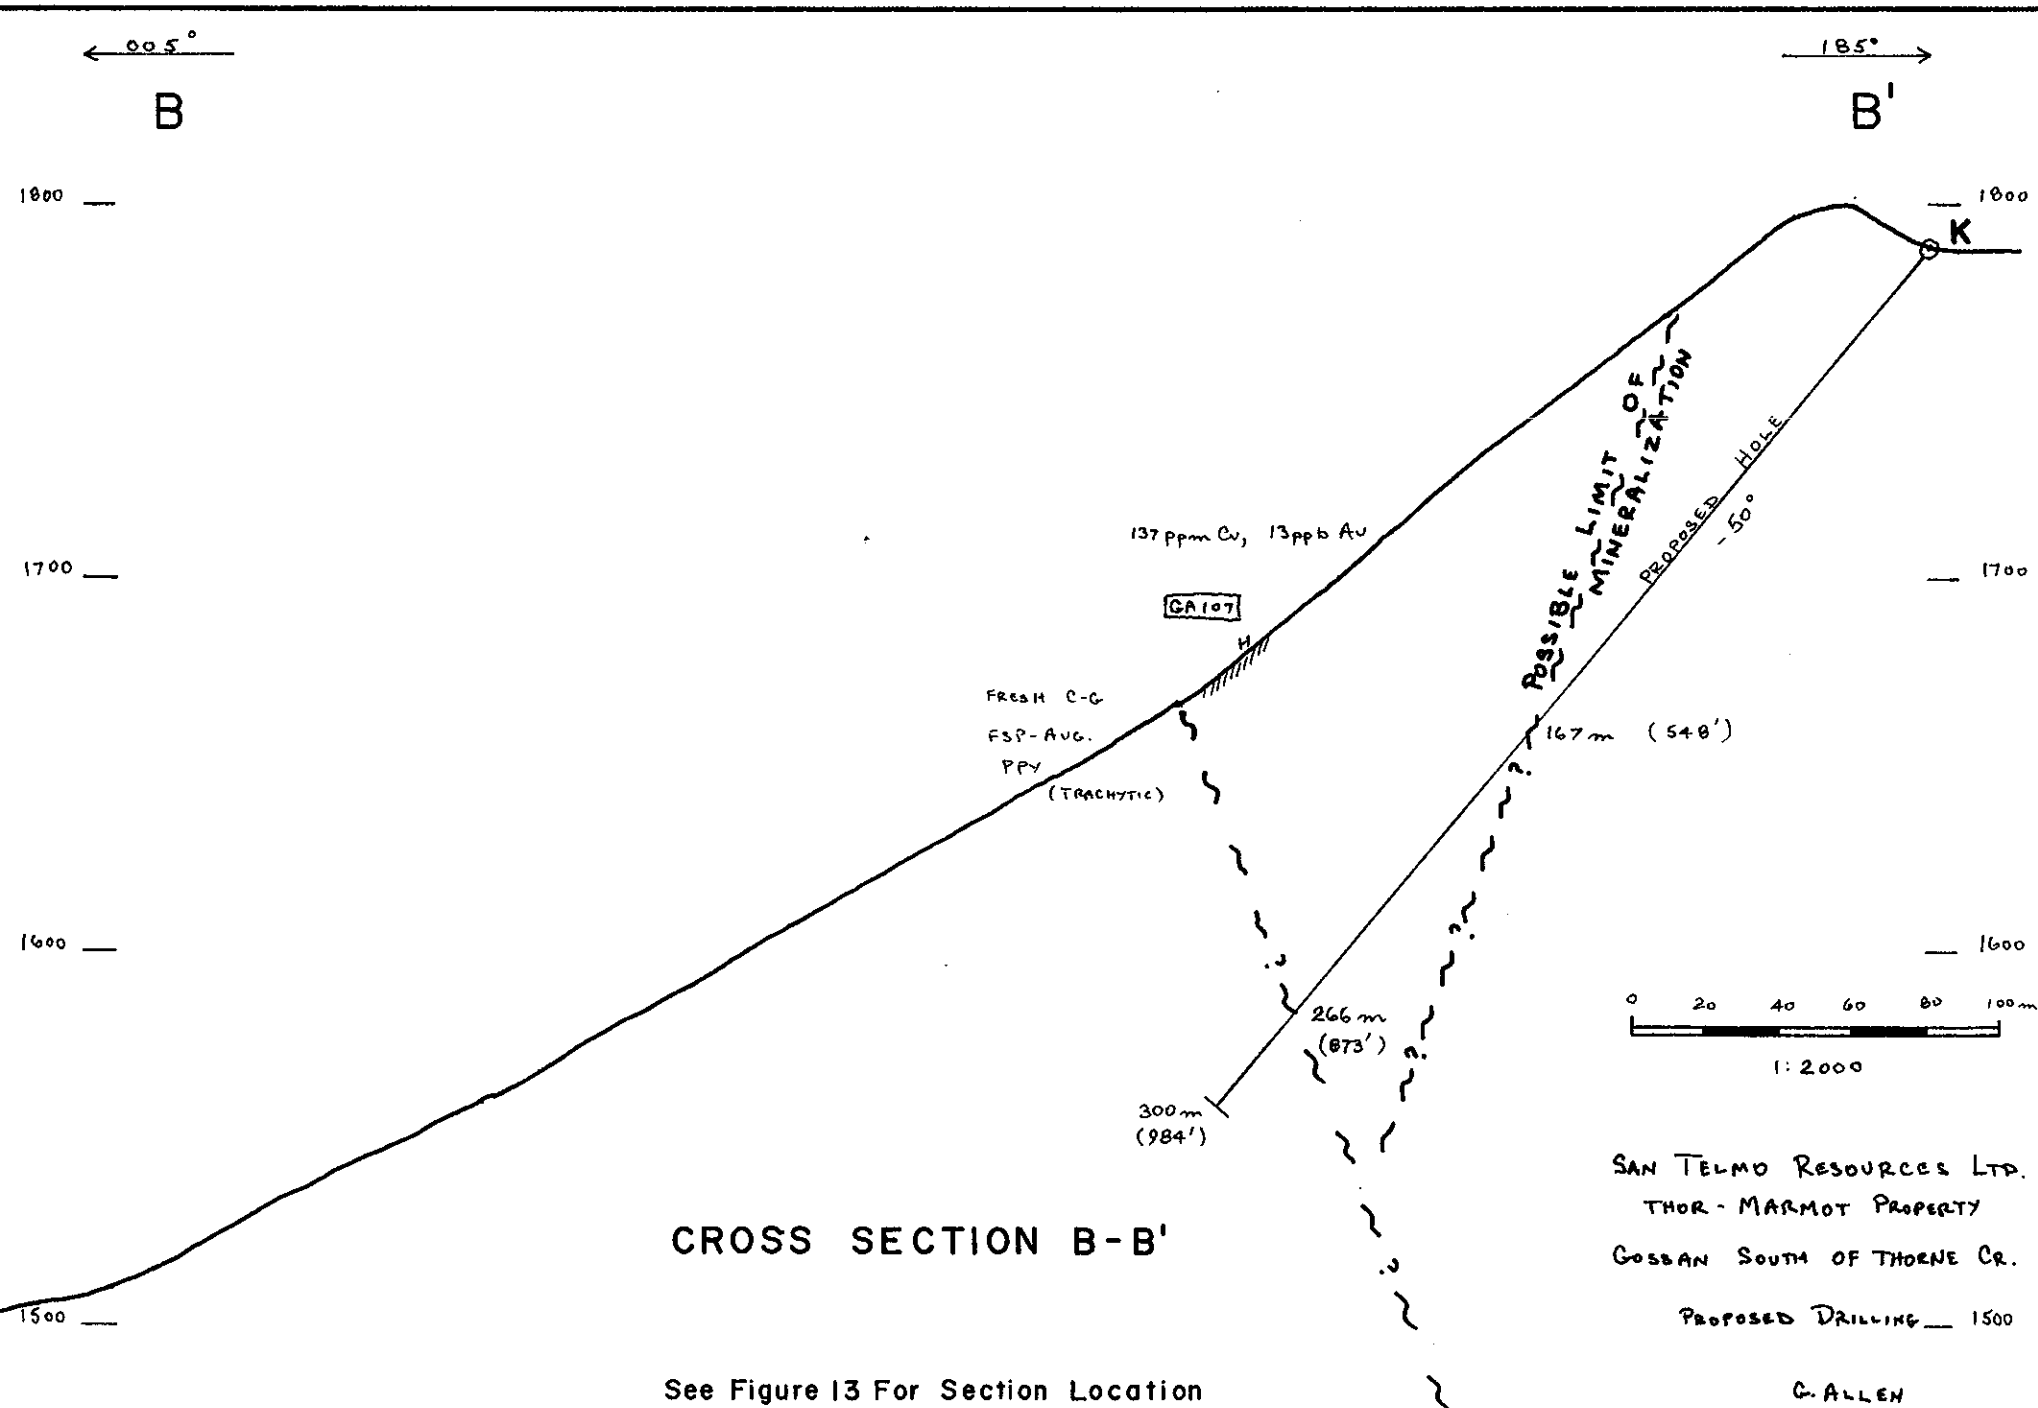 005°
185°
B
B'
1800
1800
K
POSSIBLE LIMIT OF
MINERALIZATION
PROPOSED HOLE
-50°
137 ppm Cu, 13 ppb Au
1700
1700
GA107
H
FRESH C-G
FSP-AUG.
PPY
(TRACHYTIC)
167 m (548')
?
?
?
?
?
1600
1600
266 m
(873')
0 20 40 60 80 100 m
1:2000
300 m
(984')
SAN TELMO RESOURCES LTD.
THOR - MARMOT PROPERTY
GOSSAN SOUTH OF THORNE CR.
CROSS SECTION B-B'
1500
PROPOSED DRILLING
1500
See Figure 13 For Section Location
G. ALLEN